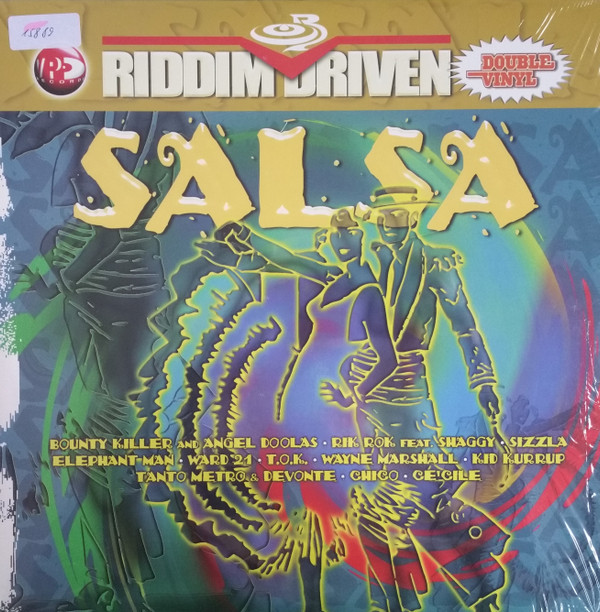 15889
RIDDIM DRIVEN
DOUBLE
VINYL
SALSA
BOUNTY KILLER AND ANGEL DOOLAS · RIK ROK FEAT. SHAGGY · SIZZLA
ELEPHANT MAN · WARD 21 · T.O.K. · WAYNE MARSHALL · KID KURRUP
TANTO METRO & DEVONTE · CHICO · CE'CILE